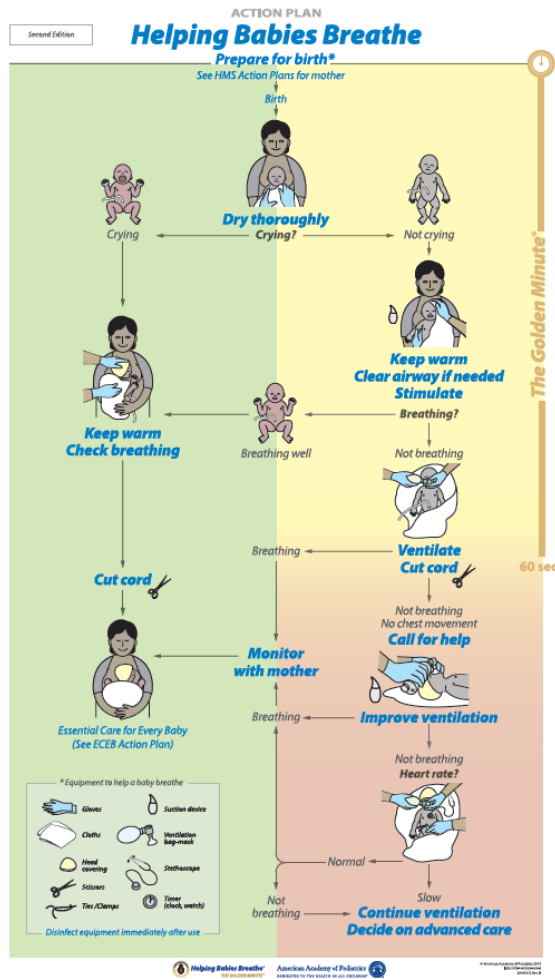 ACTION PLAN
Second Edition
Helping Babies Breathe
Prepare for birth*
See HMS Action Plans for mother
Birth
Dry thoroughly
Crying
Crying?
Not crying
The Golden Minute®
Keep warm
Clear airway if needed
Stimulate
Breathing?
Keep warm
Check breathing
Breathing well
Not breathing
Breathing
Ventilate
Cut cord
60 sec
Cut cord
Not breathing
No chest movement
Call for help
Monitor
with mother
Breathing
Improve ventilation
Essential Care for Every Baby
(See ECEB Action Plan)
Not breathing
Heart rate?
* Equipment to help a baby breathe
Gloves
Suction device
Cloths
Ventilation
bag-mask
Head
covering
Stethoscope
Scissors
Ties /Clamps
Timer
(clock, watch)
Disinfect equipment immediately after use
Normal
Slow
Not
breathing
Continue ventilation
Decide on advanced care
Helping Babies Breathe®
THE GOLDEN MINUTE®
American Academy of Pediatrics
DEDICATED TO THE HEALTH OF ALL CHILDREN®